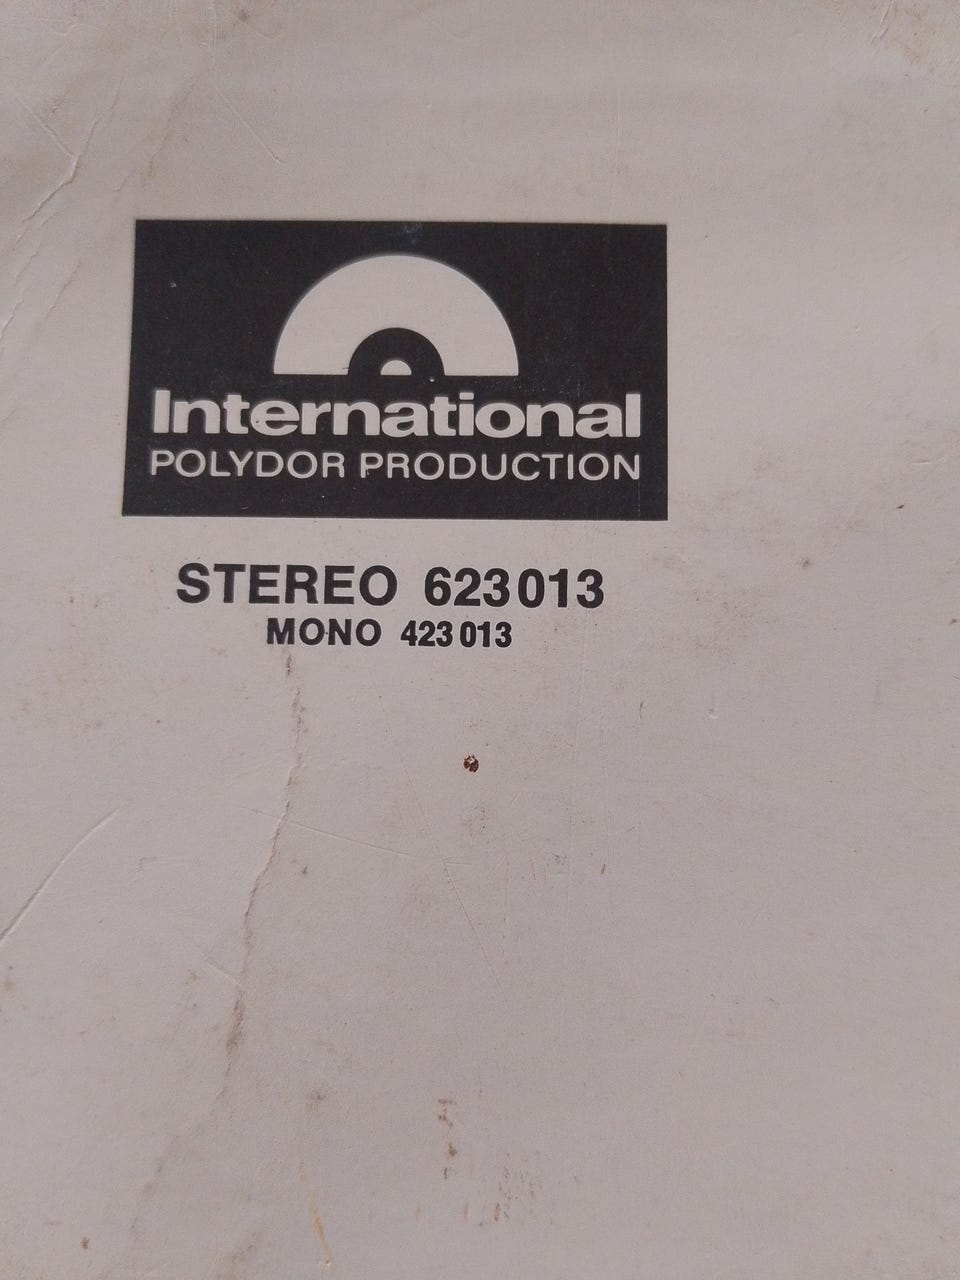 International
POLYDOR PRODUCTION
STEREO 623013
MONO 423013